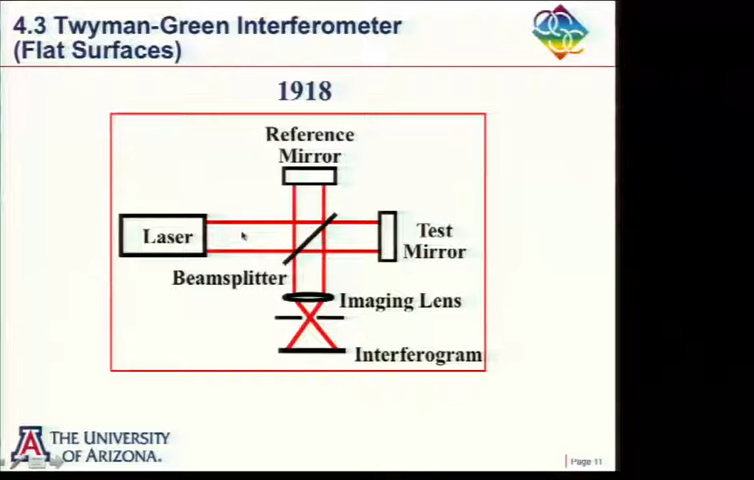 4.3 Twyman-Green Interferometer
(Flat Surfaces)
1918
Reference
Mirror
Laser
Test
Mirror
Beamsplitter
Imaging Lens
Interferogram
THE UNIVERSITY
OF ARIZONA.
Page 11